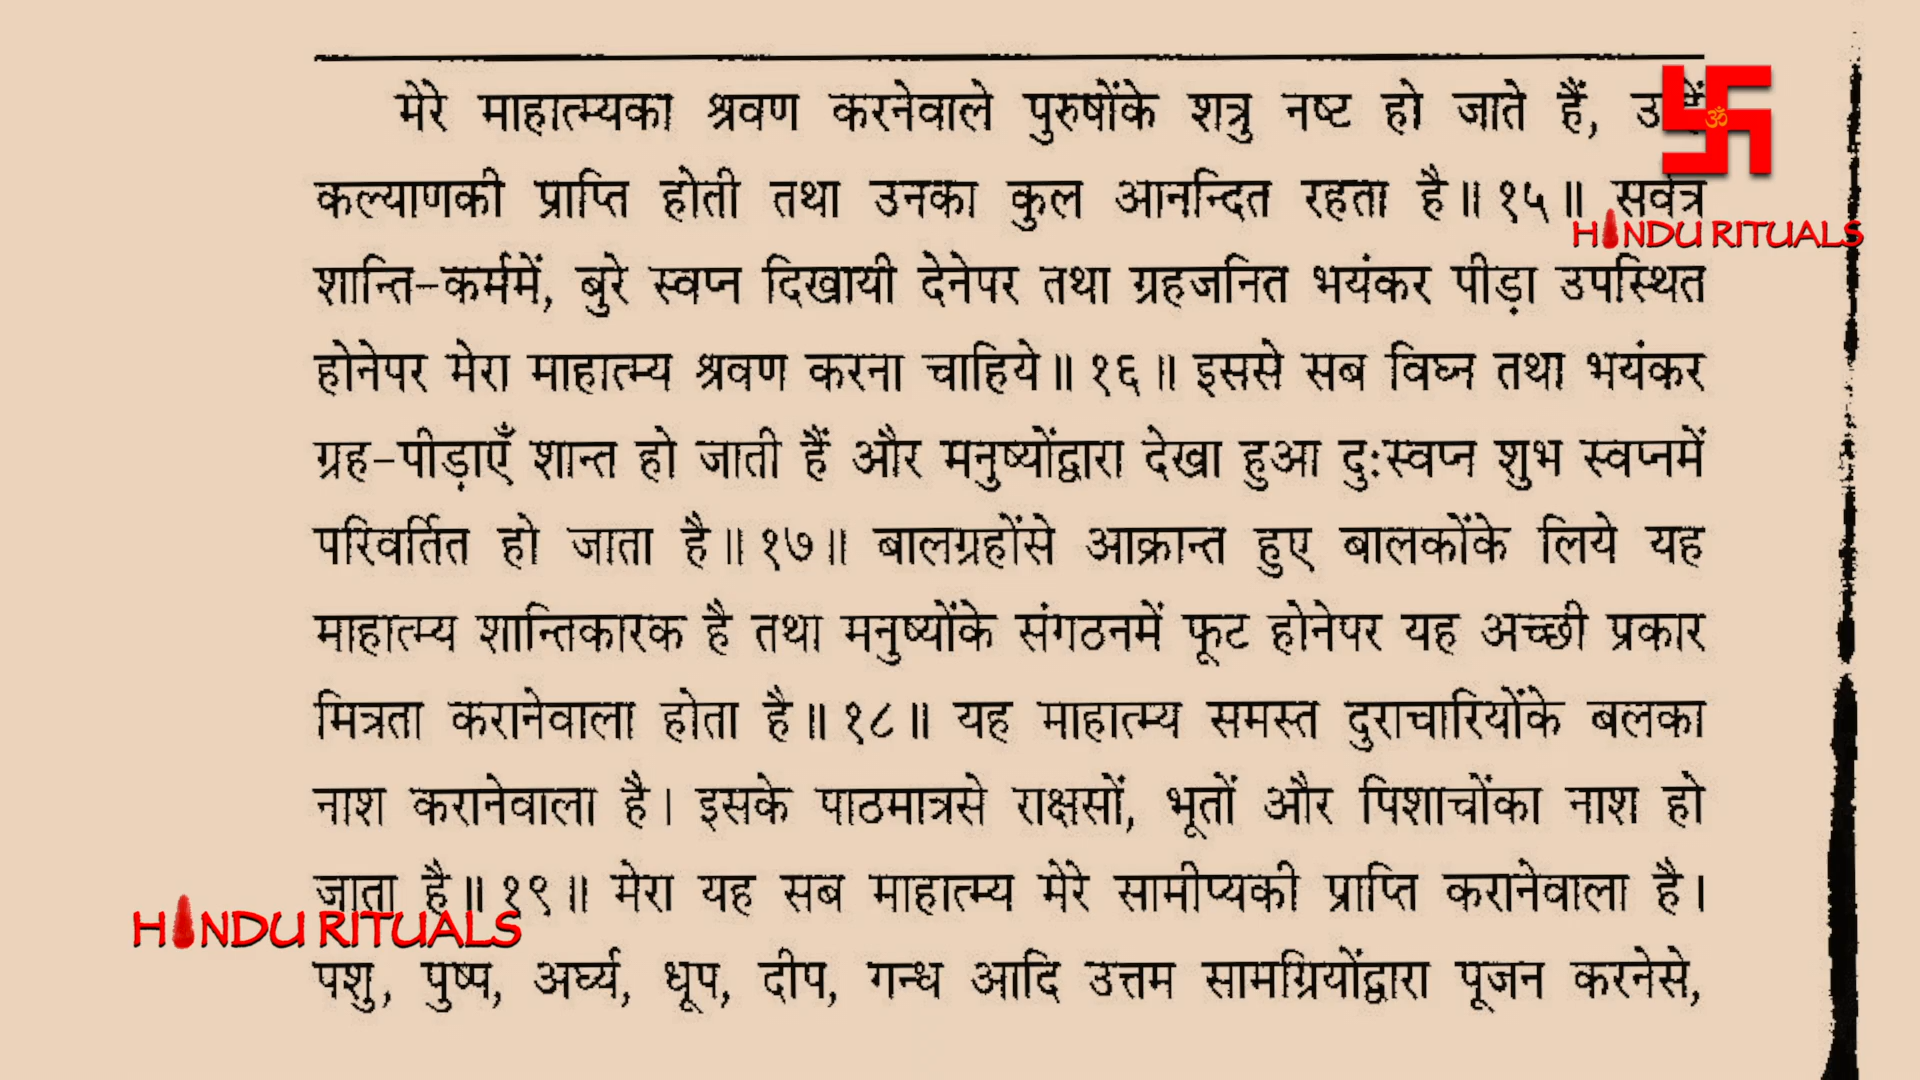 मेरे माहात्म्यका श्रवण करनेवाले पुरुषोंके शत्रु नष्ट हो जाते हैं,
ॐ
कल्याणकी प्राप्ति होती तथा उनका कुल आनन्दित रहता है॥१५॥ सर्वत्र
HINDU RITUALS
शान्ति-कर्ममें, बुरे स्वप्न दिखायी देनेपर तथा ग्रहजनित भयंकर पीड़ा उपस्थित
होनेपर मेरा माहात्म्य श्रवण करना चाहिये॥१६॥ इससे सब विघ्न तथा भयंकर
ग्रह-पीड़ाएँ शान्त हो जाती हैं और मनुष्योंद्वारा देखा हुआ दुःस्वप्न शुभ स्वप्नमें
परिवर्तित हो जाता है॥१७॥ बालग्रहोंसे आक्रान्त हुए बालकोंके लिये यह
माहात्म्य शान्तिकारक है तथा मनुष्योंके संगठनमें फूट होनेपर यह अच्छी प्रकार
मित्रता करानेवाला होता है॥१८॥ यह माहात्म्य समस्त दुराचारियोंके बलका
नाश करानेवाला है। इसके पाठमात्रसे राक्षसों, भूतों और पिशाचोंका नाश हो
जाता है॥१९॥ मेरा यह सब माहात्म्य मेरे सामीप्यकी प्राप्ति करानेवाला है।
HINDU RITUALS
पशु, पुष्प, अर्घ्य, धूप, दीप, गन्ध आदि उत्तम सामग्रियोंद्वारा पूजन करनेसे,